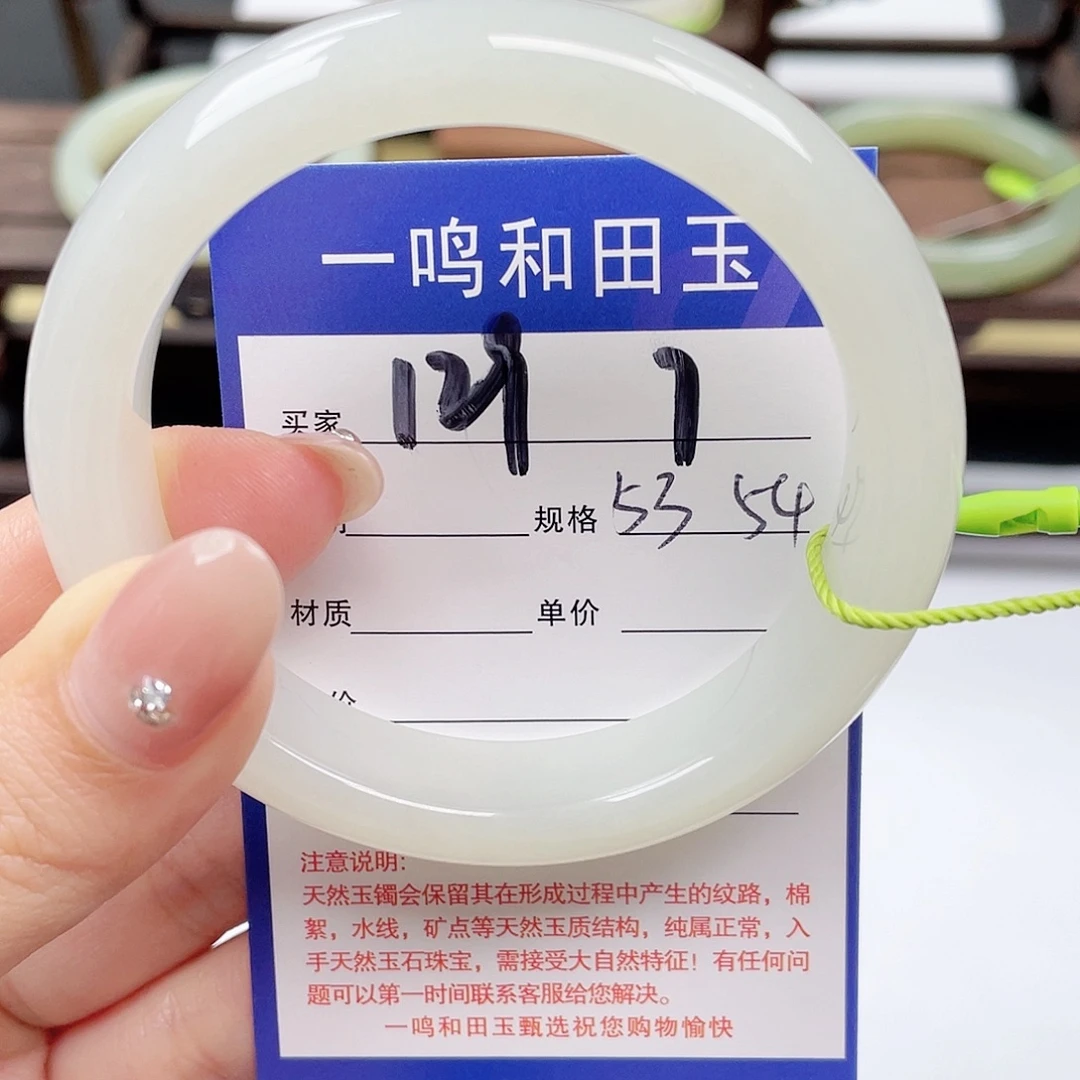 一鸣和田玉
买家
规格 53 54
材质 单价
价
注意说明:
天然玉镯会保留其在形成过程中产生的纹路，棉
絮，水线，矿点等天然玉质结构，纯属正常，入
手天然玉石珠宝，需接受大自然特征！有任何问
题可以第一时间联系客服给您解决。
一鸣和田玉甄选祝您购物愉快